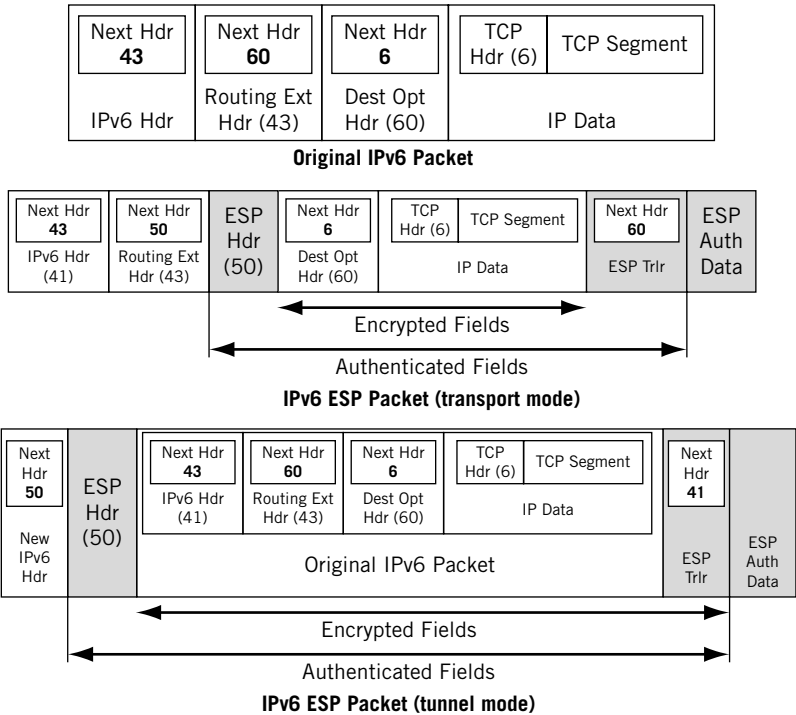 Next Hdr
43
IPv6 Hdr
Next Hdr
60
Routing Ext
Hdr (43)
Next Hdr
6
Dest Opt
Hdr (60)
TCP
Hdr (6)
TCP Segment
IP Data
Original IPv6 Packet
Next Hdr
43
IPv6 Hdr
(41)
Next Hdr
50
Routing Ext
Hdr (43)
ESP
Hdr
(50)
Next Hdr
6
Dest Opt
Hdr (60)
TCP
Hdr (6)
TCP Segment
IP Data
Next Hdr
60
ESP Trlr
ESP
Auth
Data
Encrypted Fields
Authenticated Fields
IPv6 ESP Packet (transport mode)
Next
Hdr
50
New
IPv6
Hdr
ESP
Hdr
(50)
Next Hdr
43
IPv6 Hdr
(41)
Next Hdr
60
Routing Ext
Hdr (43)
Next Hdr
6
Dest Opt
Hdr (60)
TCP
Hdr (6)
TCP Segment
IP Data
Original IPv6 Packet
Next
Hdr
41
ESP
Trlr
ESP
Auth
Data
Encrypted Fields
Authenticated Fields
IPv6 ESP Packet (tunnel mode)